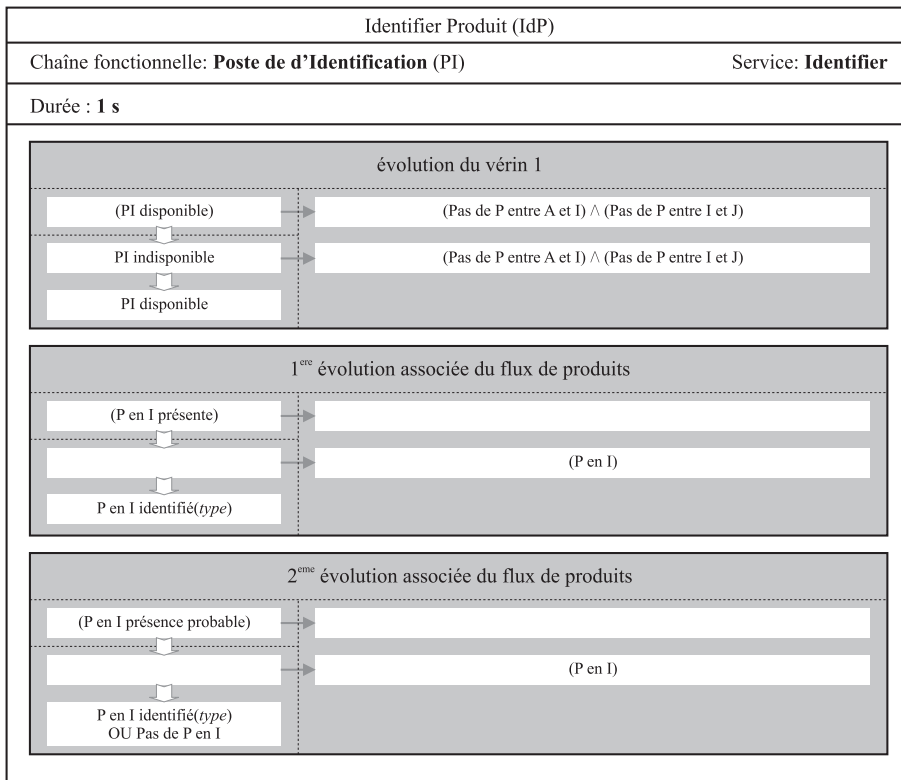 Identifier Produit (IdP)
Chaîne fonctionnelle: Poste de d'Identification (PI) Service: Identifier
Durée : 1 s
évolution du vérin 1
(PI disponible) (Pas de P entre A et I) ∧ (Pas de P entre I et J)
PI indisponible (Pas de P entre A et I) ∧ (Pas de P entre I et J)
PI disponible
1ere évolution associée du flux de produits
(P en I présente)
(P en I)
P en I identifié(type)
2eme évolution associée du flux de produits
(P en I présence probable)
(P en I)
P en I identifié(type)
OU Pas de P en I